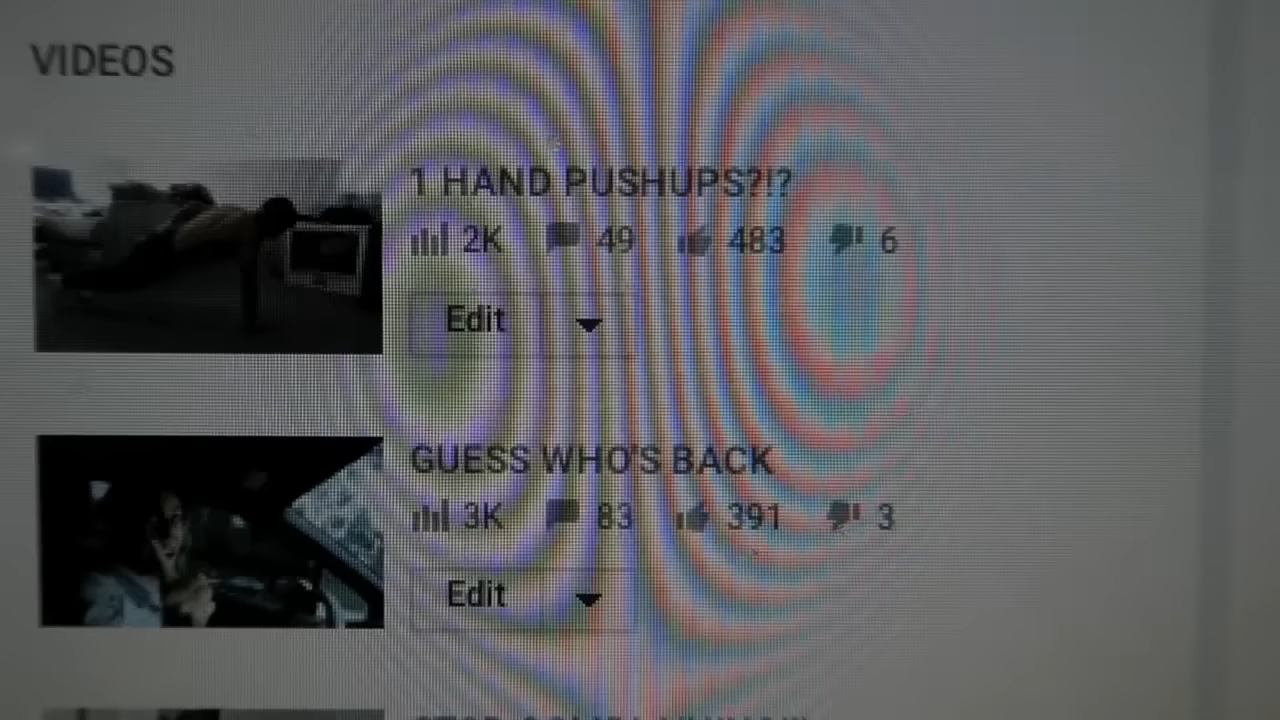 VIDEOS
1 HAND PUSHUPS?!?
2K 49 483 6
Edit
GUESS WHO'S BACK
3K 83 391 3
Edit